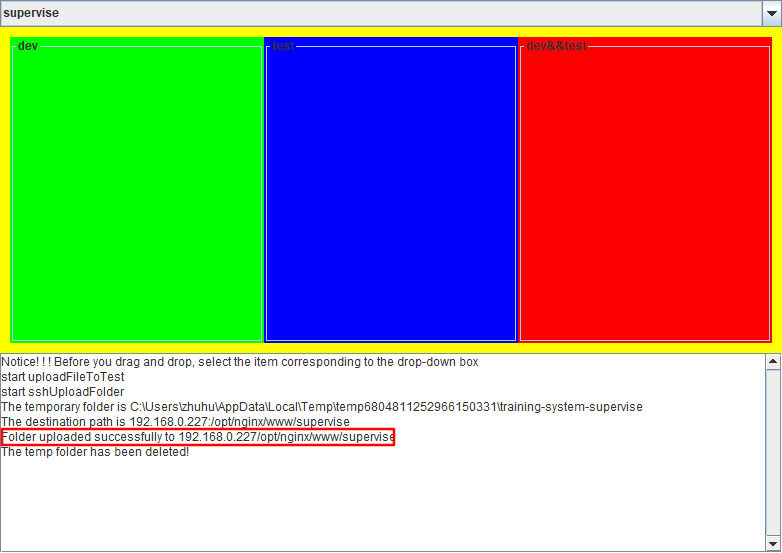 supervise
dev
test
dev&&test
Notice! ! ! Before you drag and drop, select the item corresponding to the drop-down box
start uploadFileToTest
start sshUploadFolder
The temporary folder is C:\Users\zhuhu\AppData\Local\Temp\temp6804811252966150331\training-system-supervise
The destination path is 192.168.0.227:/opt/nginx/www/supervise
Folder uploaded successfully to 192.168.0.227/opt/nginx/www/supervise
The temp folder has been deleted!